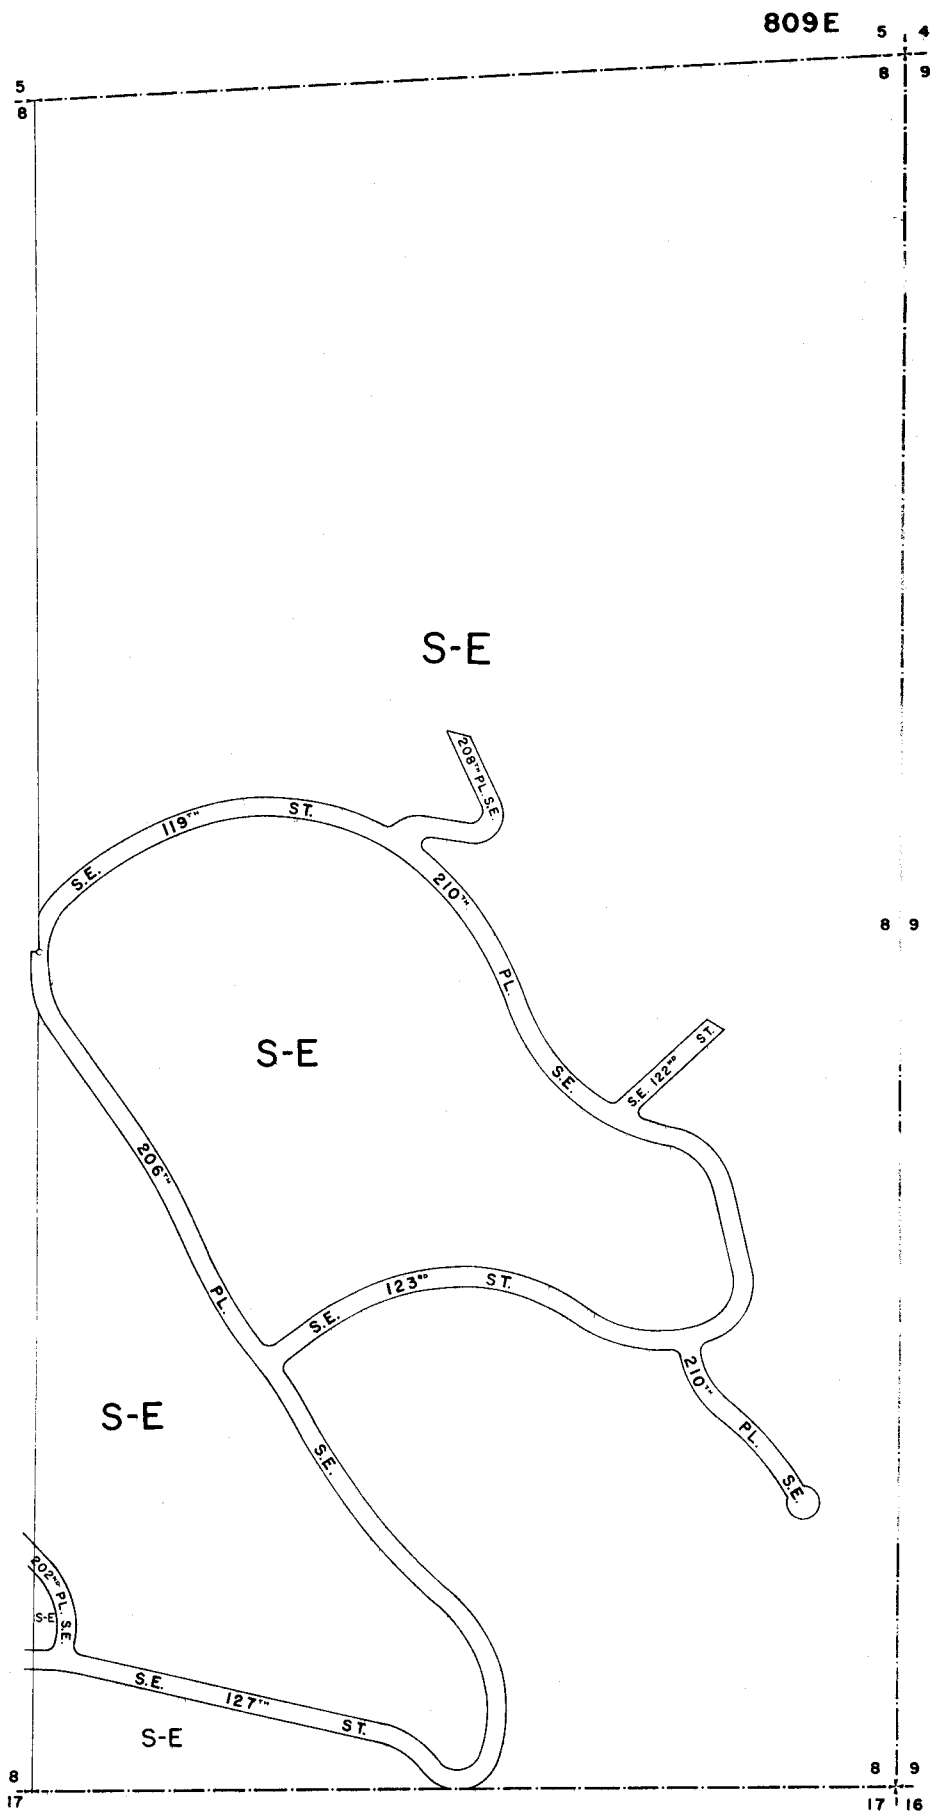 809E
5 4
8 9
5
8
S-E
208TH PL. S.E.
S.E. 119TH ST.
210TH PL. S.E.
8 9
S-E
S.E. 122ND ST.
206TH PL. S.E.
S.E. 123RD ST.
210TH PL. S.E.
S-E
202ND PL. S.E.
S-E
S.E. 127TH ST.
S-E
8
17
8 9
17 16